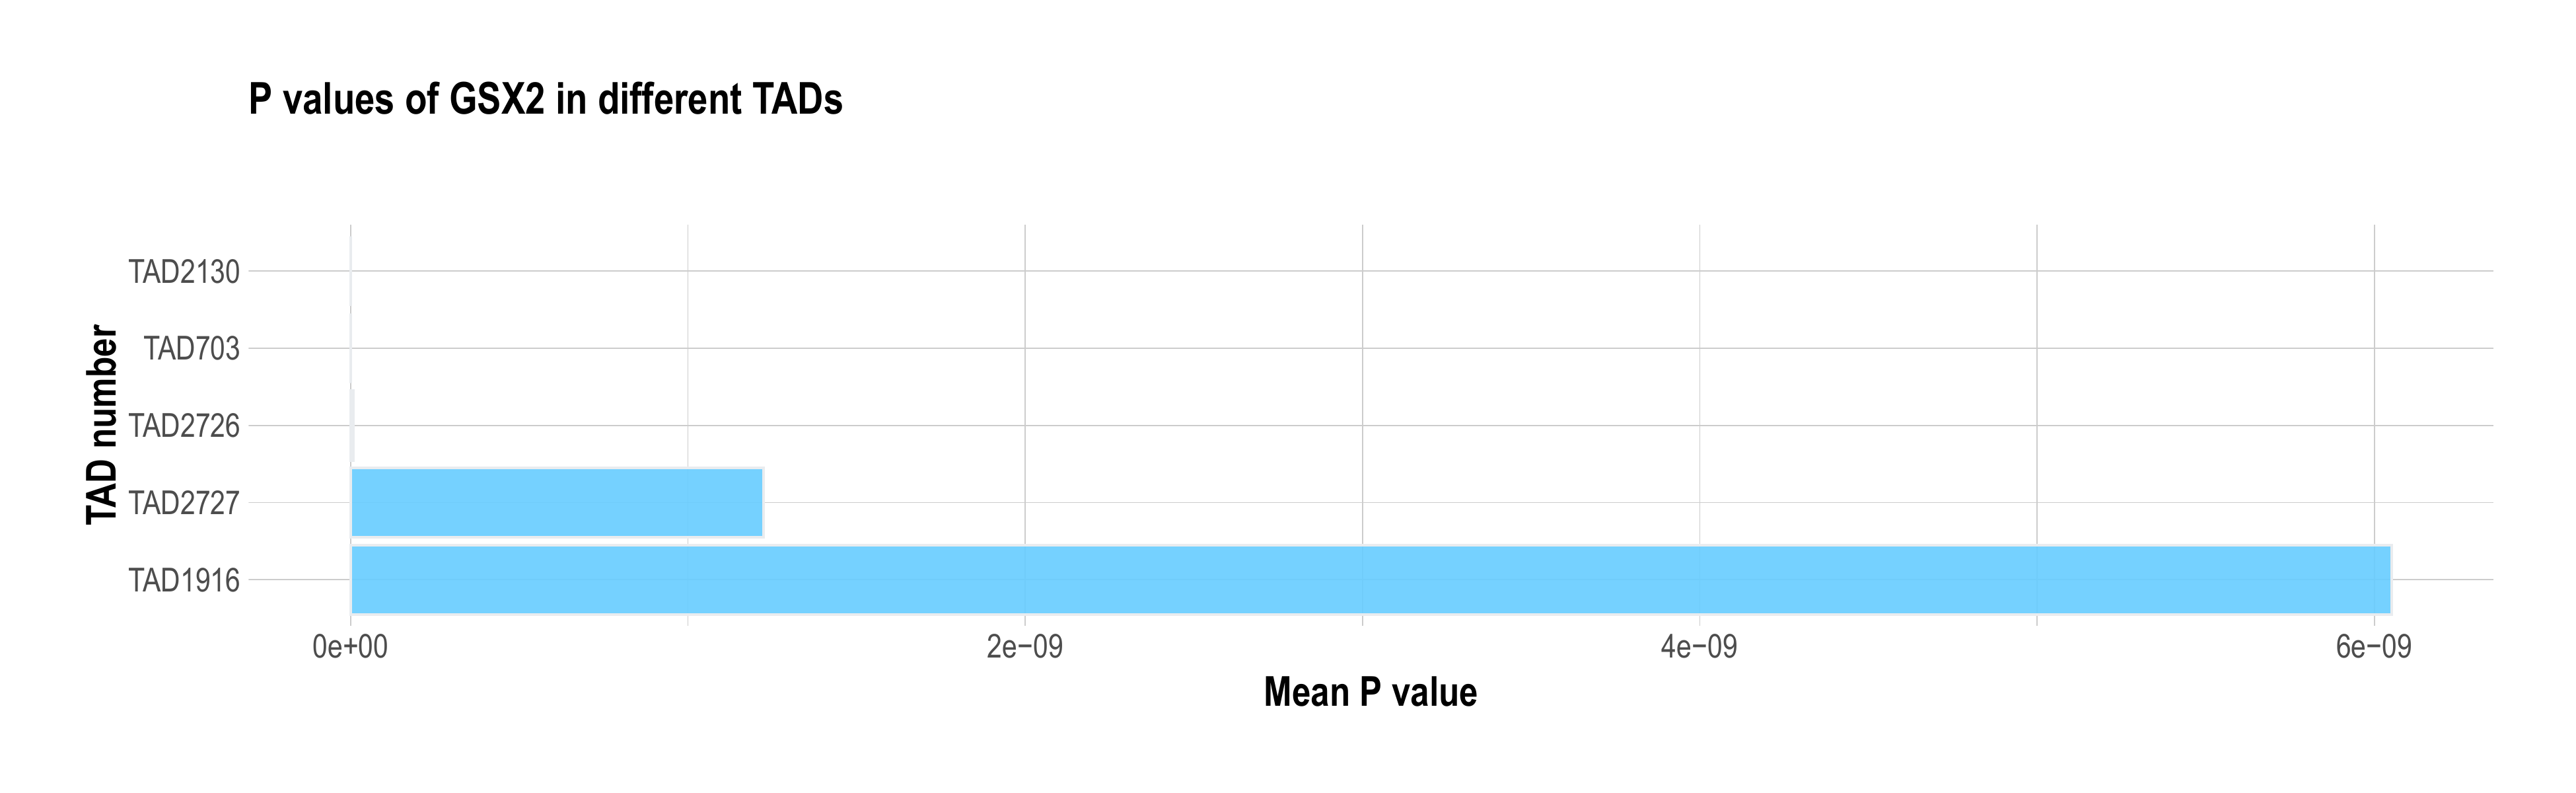 P values of GSX2 in different TADs
TAD number
TAD2130
TAD703
TAD2726
TAD2727
TAD1916
0e+00 2e−09 4e−09 6e−09
Mean P value